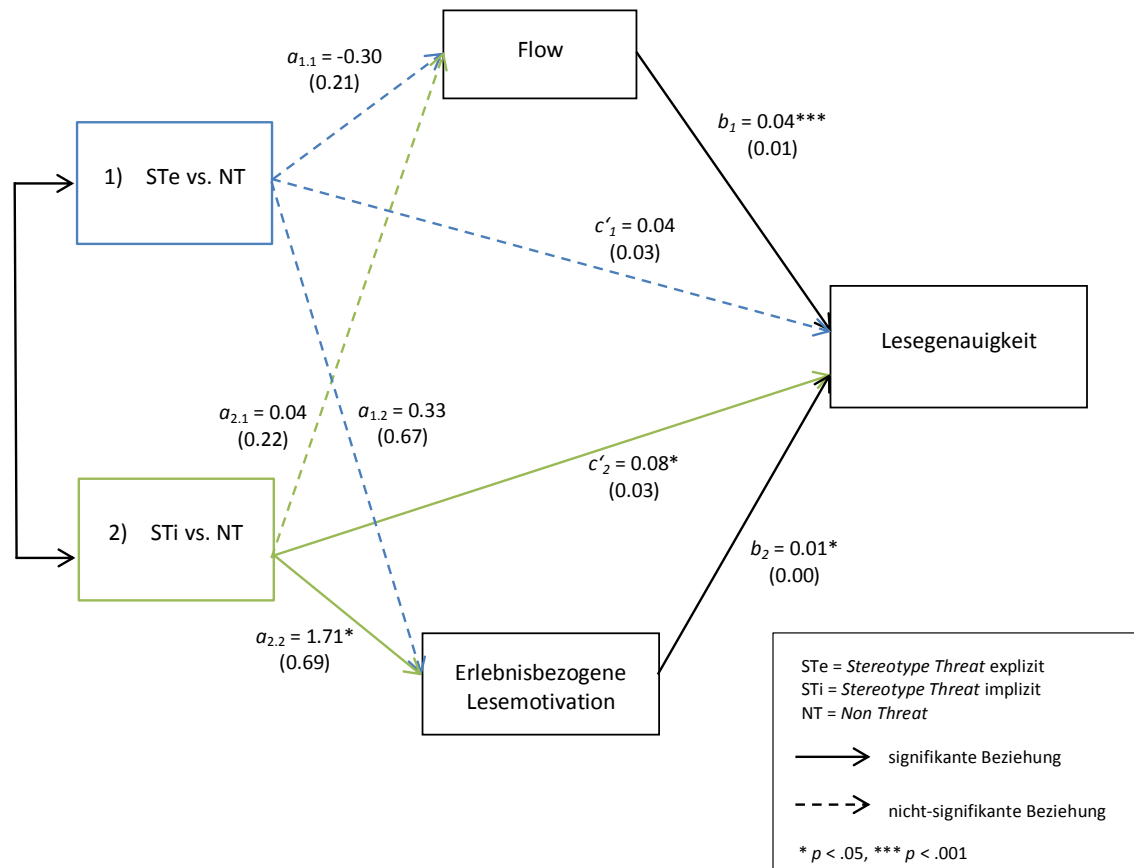 Flow
a1.1 = -0.30
(0.21)
b1 = 0.04***
(0.01)
1) STe vs. NT
c‘1 = 0.04
(0.03)
Lesegenauigkeit
a2.1 = 0.04
(0.22)
a1.2 = 0.33
(0.67)
c‘2 = 0.08*
(0.03)
2) STi vs. NT
b2 = 0.01*
(0.00)
a2.2 = 1.71*
(0.69)
Erlebnisbezogene
Lesemotivation
STe = Stereotype Threat explizit
STi = Stereotype Threat implizit
NT = Non Threat
signifikante Beziehung
nicht-signifikante Beziehung
* p < .05, *** p < .001